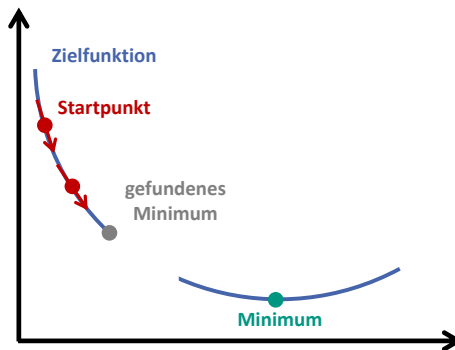 Zielfunktion
Startpunkt
gefundenes
Minimum
Minimum